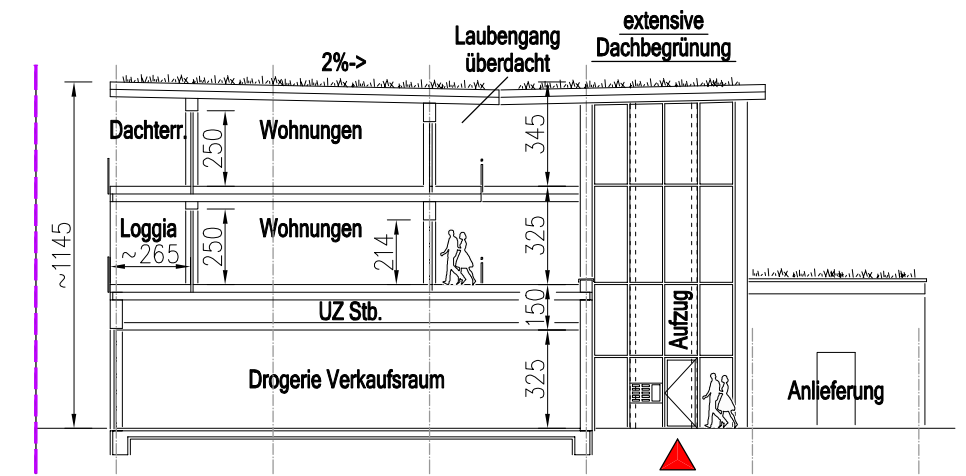 extensive
Dachbegrünung
Laubengang
überdacht
2%->
Dachterr.
250
Wohnungen
345
Loggia
~265
250
Wohnungen
214
325
~1145
UZ Stb.
150
Aufzug
Drogerie Verkaufsraum
325
Anlieferung